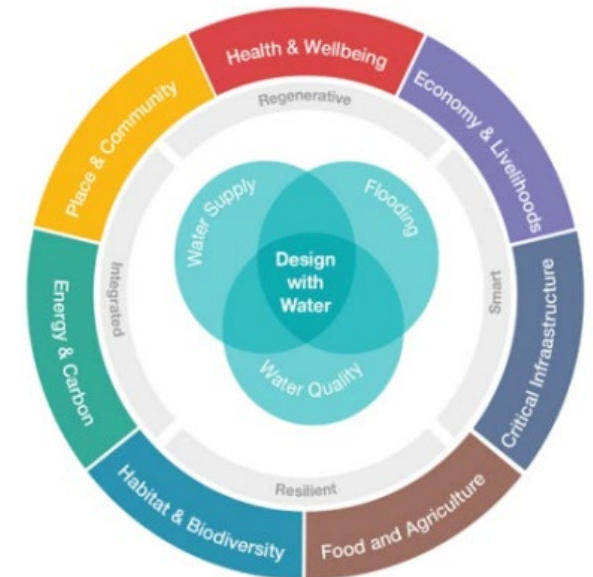 Health & Wellbeing
Economy & Livelihoods
Critical Infraastructure
Food and Agriculture
Habitat & Biodiversity
Energy & Carbon
Place & Community
Regenerative
Smart
Resilient
Integrated
Water Supply
Flooding
Water Quality
Design
with
Water